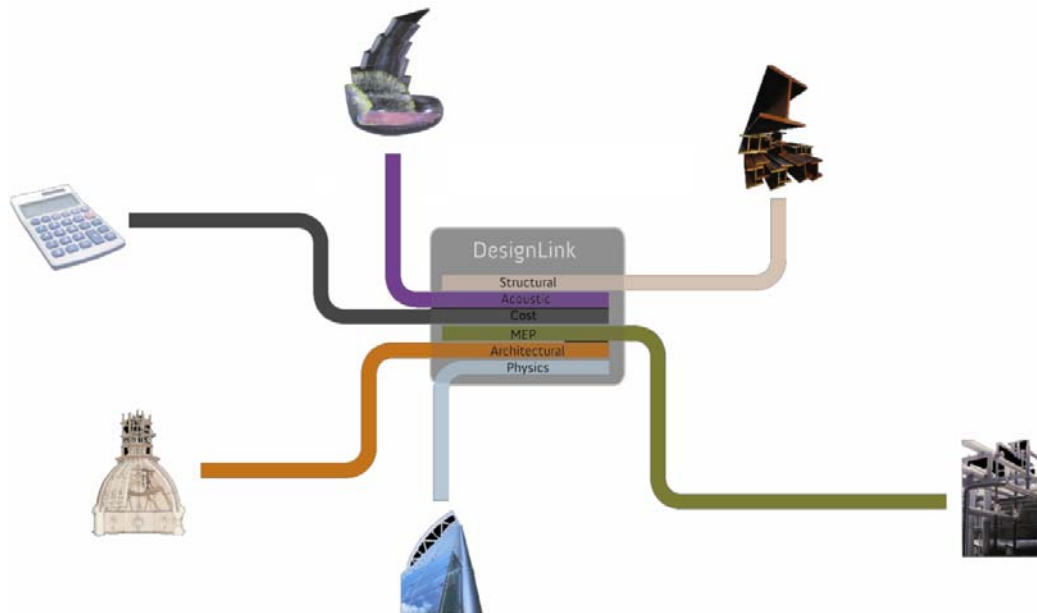 DesignLink
Structural
Acoustic
Cost
MEP
Architectural
Physics